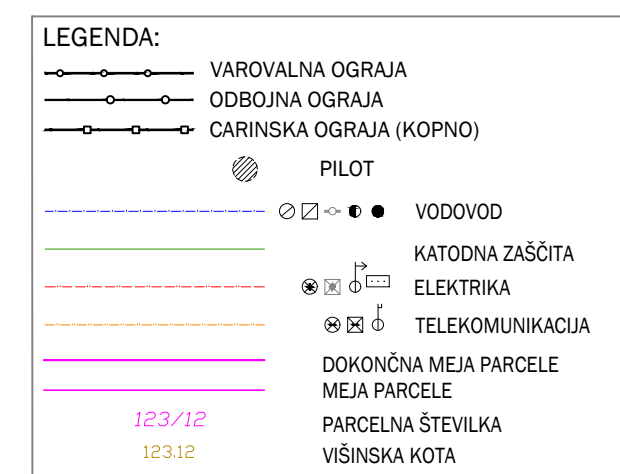 LEGENDA:
VAROVALNA OGRAJA
ODBOJNA OGRAJA
CARINSKA OGRAJA (KOPNO)
PILOT
VODOVOD
KATODNA ZAŠČITA
ELEKTRIKA
TELEKOMUNIKACIJA
DOKONČNA MEJA PARCELE
MEJA PARCELE
123/12 PARCELNA ŠTEVILKA
123.12 VIŠINSKA KOTA